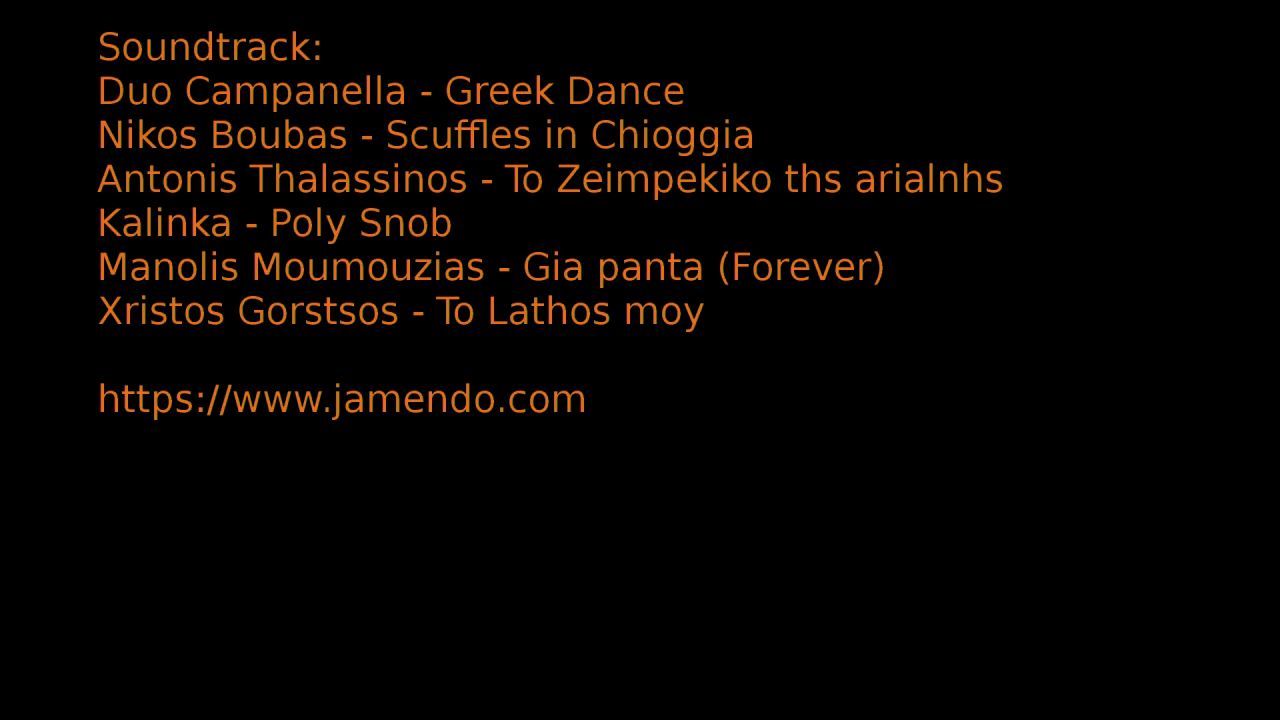 Soundtrack:
Duo Campanella - Greek Dance
Nikos Boubas - Scuffles in Chioggia
Antonis Thalassinos - To Zeimpekiko ths arialnhs
Kalinka - Poly Snob
Manolis Moumouzias - Gia panta (Forever)
Xristos Gorstsos - To Lathos moy
https://www.jamendo.com